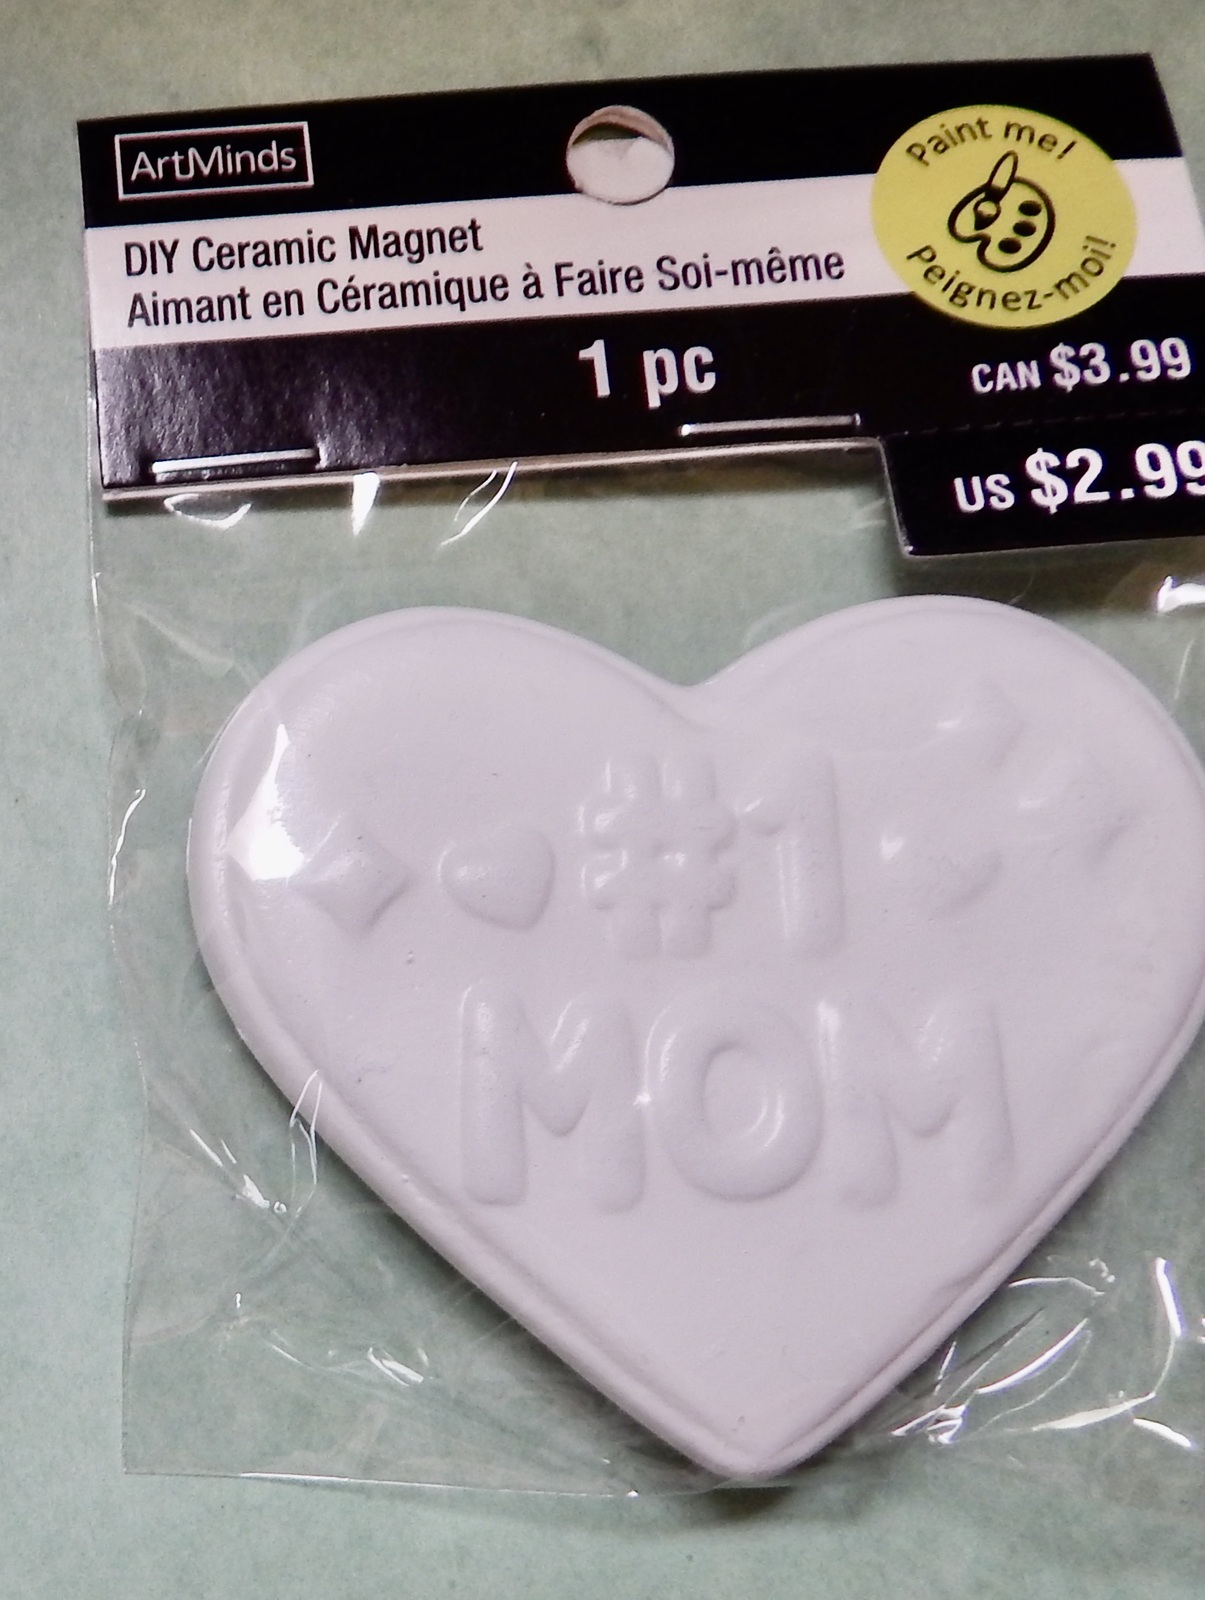 ArtMinds
DIY Ceramic Magnet
Aimant en Céramique à Faire Soi-même
1 pc
Paint me!
Peignez-moi!
CAN $3.99
US $2.99
#1
MOM